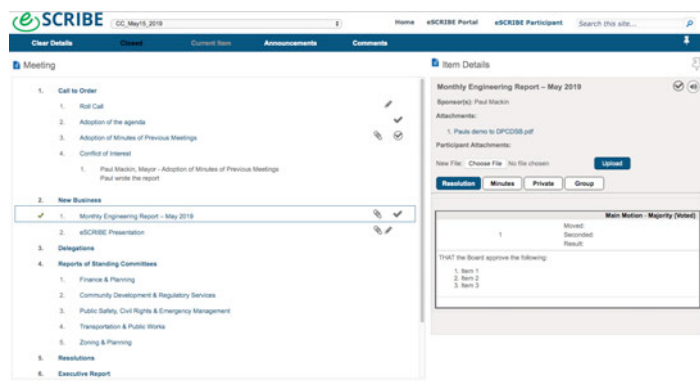 eSCRIBE
CC_May15_2019
Home eSCRIBE Portal eSCRIBE Participant Search this site...
Clear Details Closed Current Item Announcements Comments
Meeting
1. Call to Order
1. Roll Call
2. Adoption of the agenda
3. Adoption of Minutes of Previous Meetings
4. Conflict of Interest
1. Paul Mackin, Mayor - Adoption of Minutes of Previous Meetings
Paul wrote the report
2. New Business
1. Monthly Engineering Report – May 2019
2. eSCRIBE Presentation
3. Delegations
4. Reports of Standing Committees
1. Finance & Planning
2. Community Development & Regulatory Services
3. Public Safety, Civil Rights & Emergency Management
4. Transportation & Public Works
5. Zoning & Planning
5. Resolutions
6. Executive Report
Item Details
Monthly Engineering Report – May 2019
Sponsor(s): Paul Mackin
Attachments:
1. Pauls demo to DPCDSB.pdf
Participant Attachments:
New File: Choose File No file chosen Upload
Resolution Minutes Private Group
Main Motion - Majority (Voted)
Moved:
1 Seconded:
Result:
THAT the Board approve the following:
1. Item 1
2. Item 2
3. Item 3